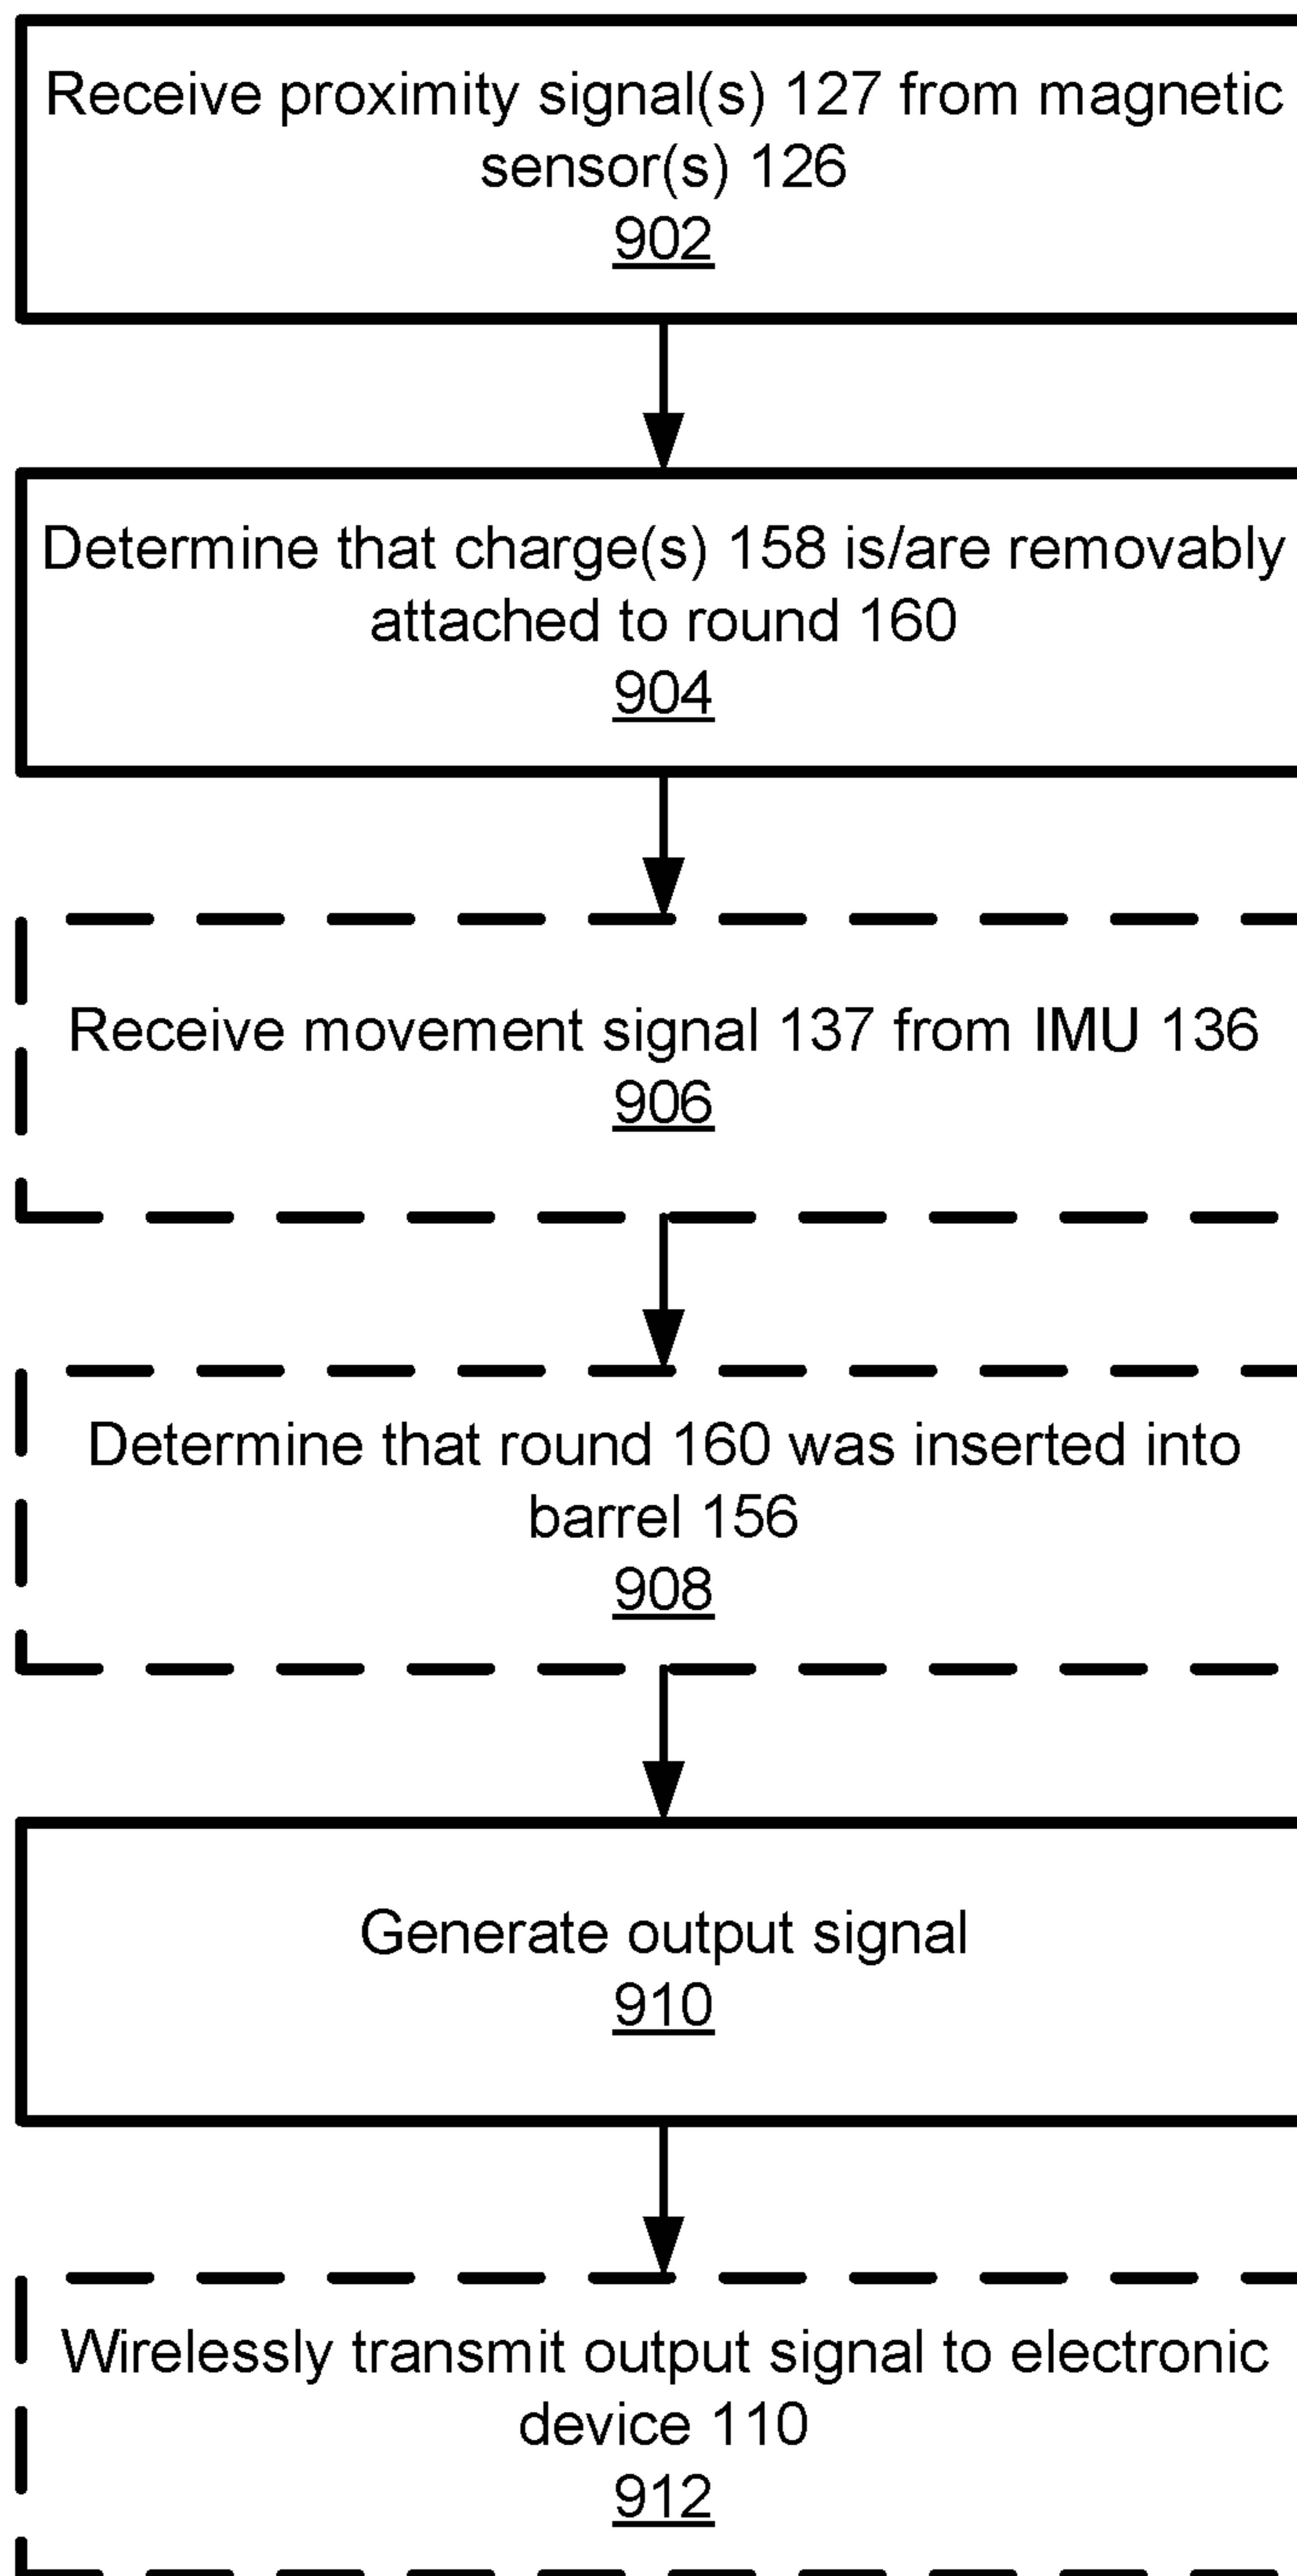 Receive proximity signal(s) 127 from magnetic
sensor(s) 126
902
Determine that charge(s) 158 is/are removably
attached to round 160
904
Receive movement signal 137 from IMU 136
906
Determine that round 160 was inserted into
barrel 156
908
Generate output signal
910
Wirelessly transmit output signal to electronic
device 110
912